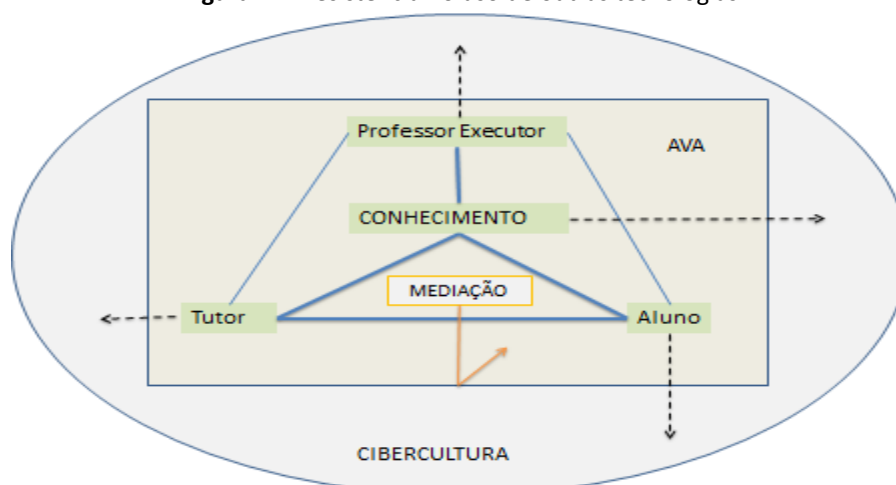 Professor Executor
AVA
CONHECIMENTO
MEDIAÇÃO
Tutor
Aluno
CIBERCULTURA